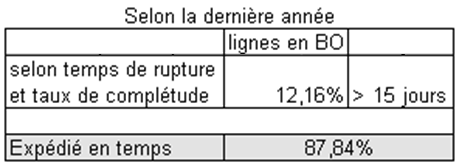 Selon la dernière année
lignes en BO
selon temps de rupture
et taux de complétude 12,16% > 15 jours
Expédié en temps 87,84%